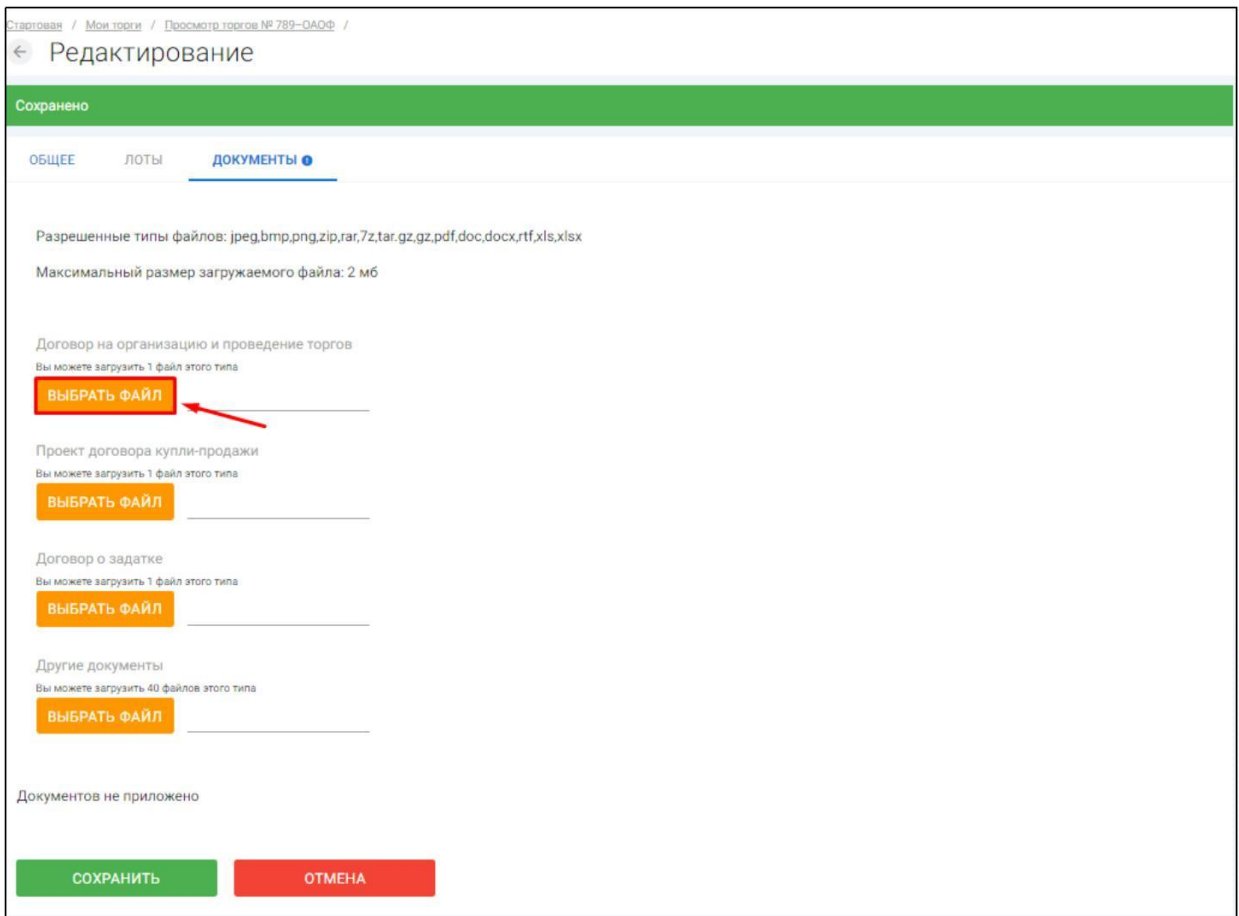 Стартовая / Мои торги / Просмотр торгов № 789–ОАОФ /
Редактирование
Сохранено
ОБЩЕЕ ЛОТЫ ДОКУМЕНТЫ
Разрешенные типы файлов: jpeg,bmp,png,zip,rar,7z,tar.gz,gz,pdf,doc,docx,rtf,xls,xlsx
Максимальный размер загружаемого файла: 2 мб
Договор на организацию и проведение торгов
Вы можете загрузить 1 файл этого типа
ВЫБРАТЬ ФАЙЛ
Проект договора купли-продажи
Вы можете загрузить 1 файл этого типа
ВЫБРАТЬ ФАЙЛ
Договор о задатке
Вы можете загрузить 1 файл этого типа
ВЫБРАТЬ ФАЙЛ
Другие документы
Вы можете загрузить 40 файлов этого типа
ВЫБРАТЬ ФАЙЛ
Документов не приложено
СОХРАНИТЬ ОТМЕНА